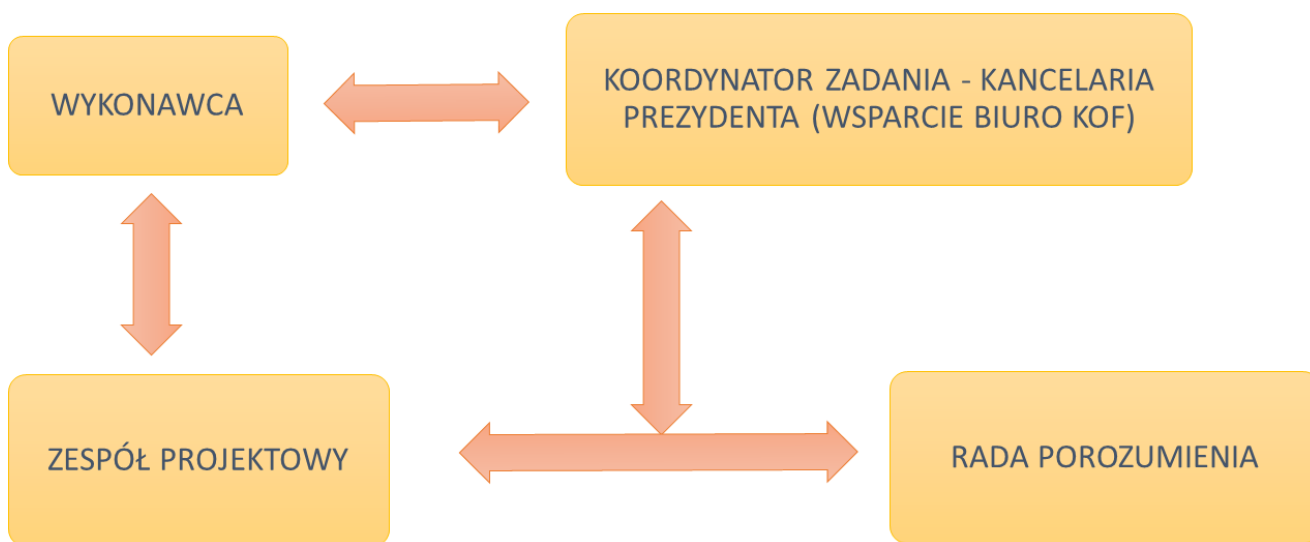 WYKONAWCA
KOORDYNATOR ZADANIA - KANCELARIA
PREZYDENTA (WSPARCIE BIURO KOF)
ZESPÓŁ PROJEKTOWY
RADA POROZUMIENIA